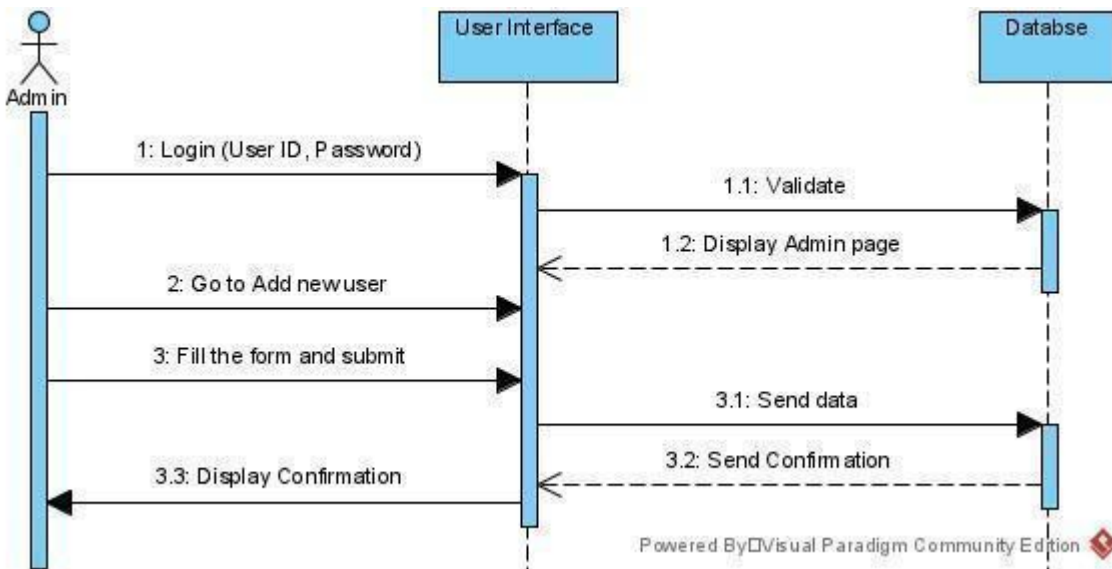 User Interface
Databse
Admin
1: Login (User ID, Password)
1.1: Validate
1.2: Display Admin page
2: Go to Add new user
3: Fill the form and submit
3.1: Send data
3.2: Send Confirmation
3.3: Display Confirmation
Powered By□Visual Paradigm Community Edition